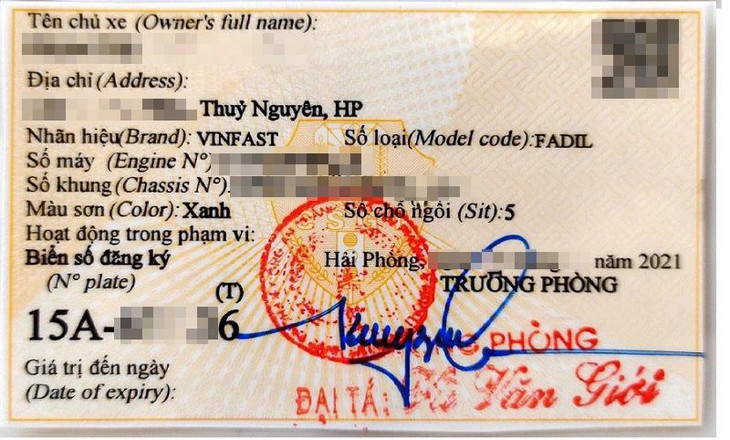 Tên chủ xe (Owner's full name):
Địa chỉ (Address):
Thuỷ Nguyên, HP
Nhãn hiệu(Brand): VINFAST Số loại(Model code):FADIL
Số máy (Engine N°)
Số khung (Chassis N°).
Màu sơn (Color): Xanh Số chỗ ngồi (Sit):5
Hoạt động trong phạm vi:
Biển số đăng ký Hải Phòng, năm 2021
(N° plate) TRƯỞNG PHÒNG
(T)
15A- 6
PHÒNG
Giá trị đến ngày
(Date of expiry):
ĐẠI TÁ: Văn Giới